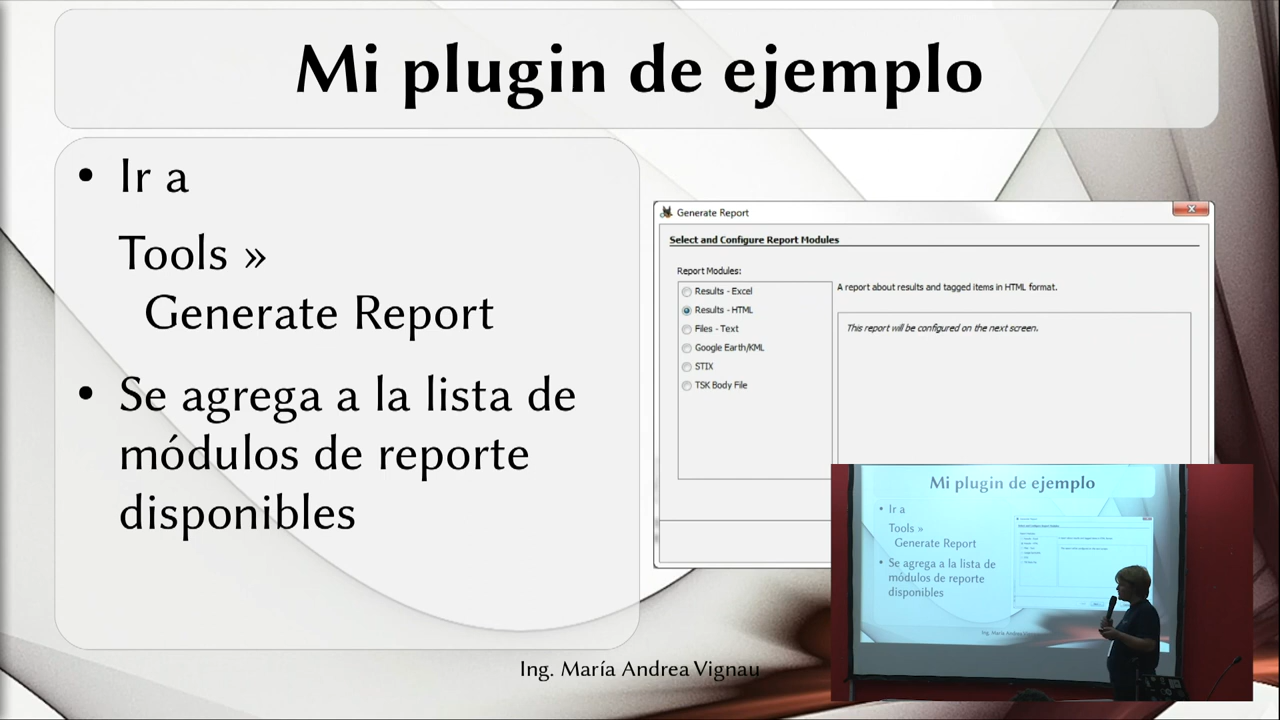 Mi plugin de ejemplo
• Ir a
Tools »
Generate Report
• Se agrega a la lista de
módulos de reporte
disponibles
Generate Report
Select and Configure Report Modules
Report Modules:
Results - Excel
Results - HTML
Files - Text
Google Earth/KML
STIX
TSK Body File
A report about results and tagged items in HTML format.
This report will be configured on the next screen.
Ing. María Andrea Vignau
Mi plugin de ejemplo
• Ir a
Tools »
Generate Report
• Se agrega a la lista de
módulos de reporte
disponibles
Ing. María Andrea